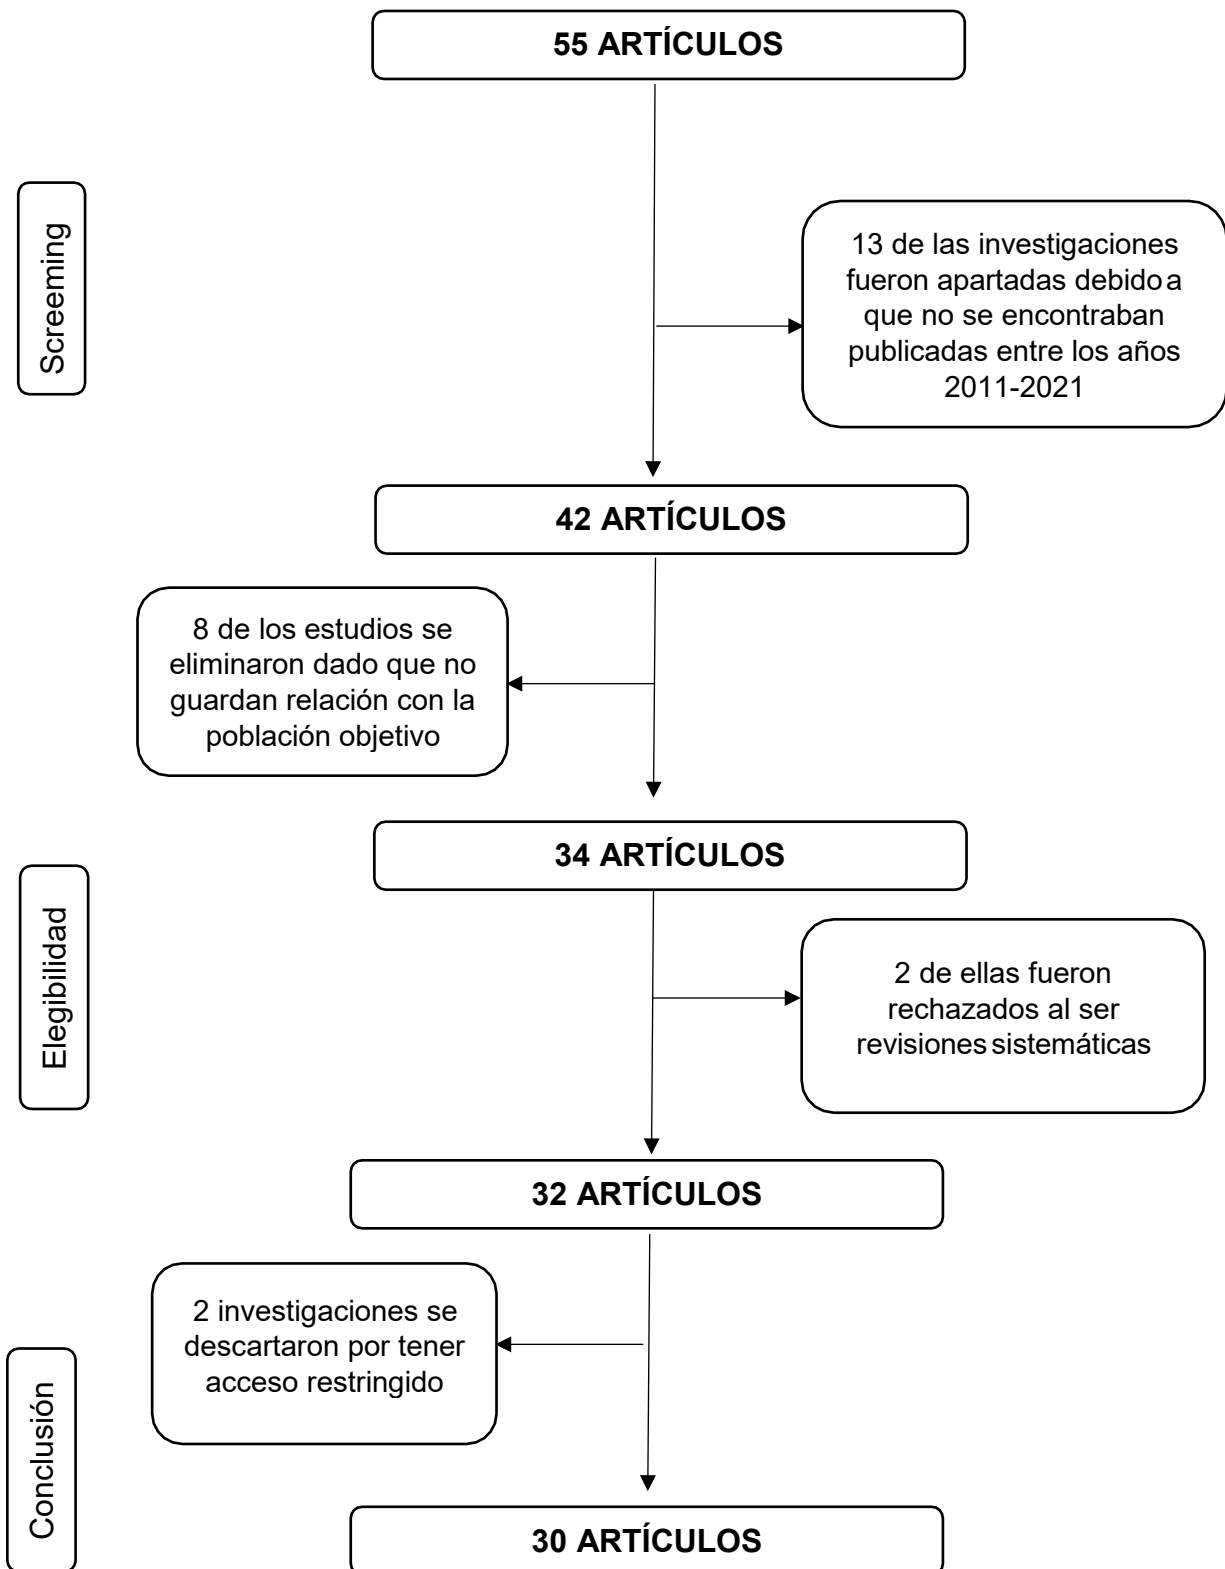 55 ARTÍCULOS
Screeming
13 de las investigaciones
fueron apartadas debido a
que no se encontraban
publicadas entre los años
2011-2021
42 ARTÍCULOS
8 de los estudios se
eliminaron dado que no
guardan relación con la
población objetivo
34 ARTÍCULOS
Elegibilidad
2 de ellas fueron
rechazados al ser
revisiones sistemáticas
32 ARTÍCULOS
2 investigaciones se
descartaron por tener
acceso restringido
Conclusión
30 ARTÍCULOS